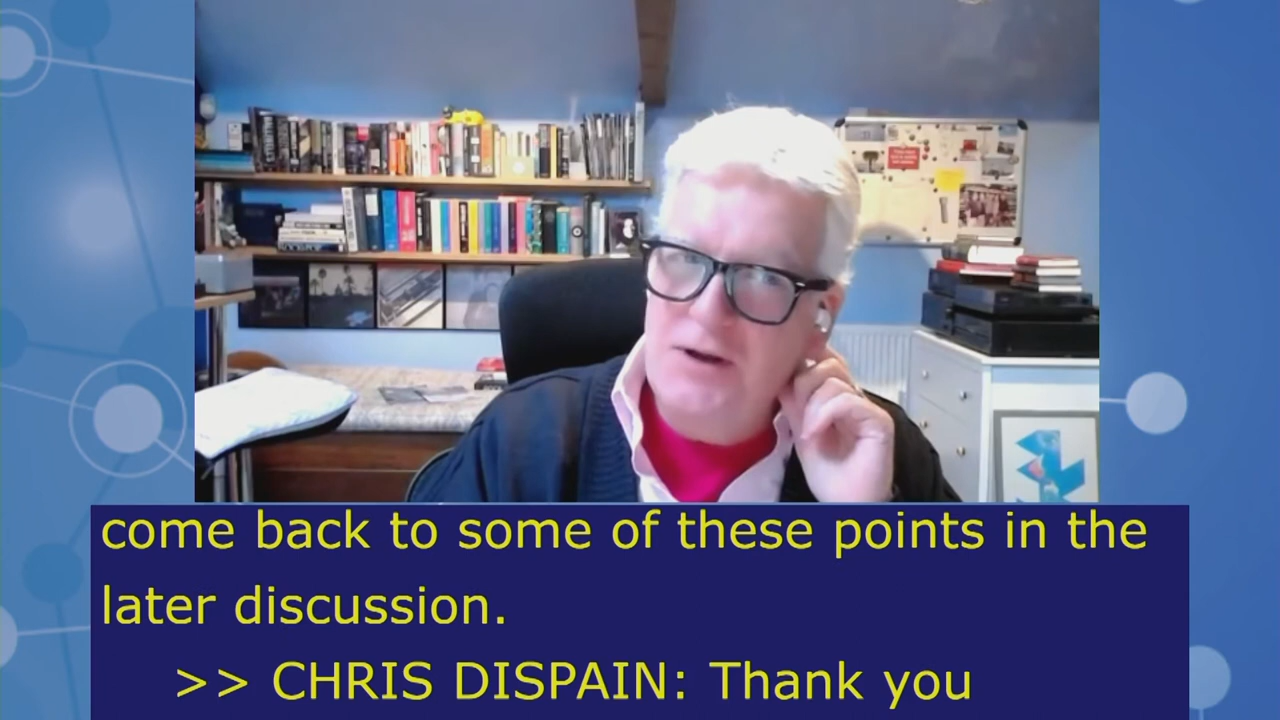 come back to some of these points in the
later discussion.
>> CHRIS DISPAIN: Thank you